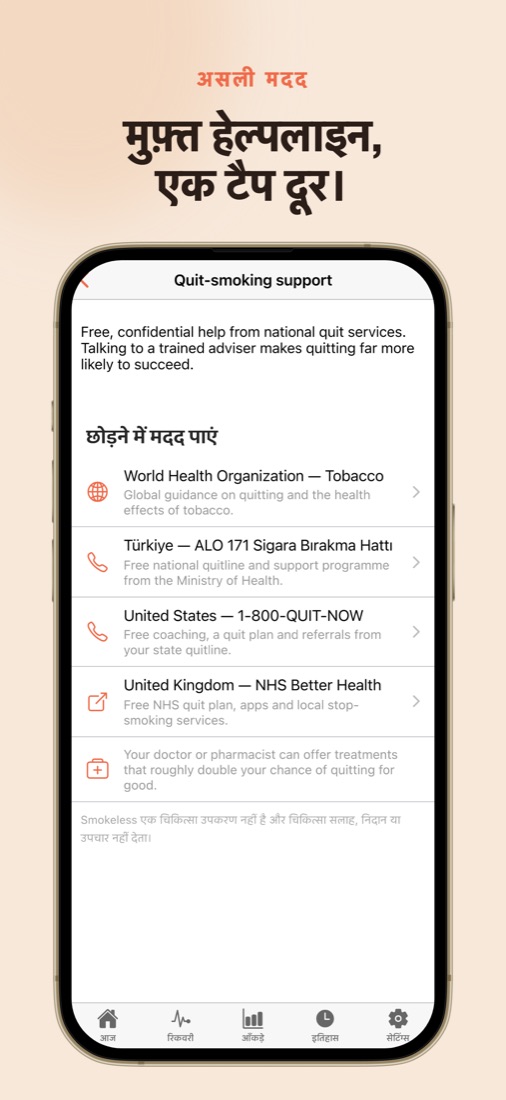 असली मदद
मुफ़्त हेल्पलाइन,
एक टैप दूर।
Quit-smoking support
Free, confidential help from national quit services.
Talking to a trained adviser makes quitting far more
likely to succeed.
छोड़ने में मदद पाएं
World Health Organization — Tobacco
Global guidance on quitting and the health
effects of tobacco.
Türkiye — ALO 171 Sigara Bırakma Hattı
Free national quitline and support programme
from the Ministry of Health.
United States — 1-800-QUIT-NOW
Free coaching, a quit plan and referrals from
your state quitline.
United Kingdom — NHS Better Health
Free NHS quit plan, apps and local stop-
smoking services.
Your doctor or pharmacist can offer treatments
that roughly double your chance of quitting for
good.
Smokeless एक चिकित्सा उपकरण नहीं है और चिकित्सा सलाह, निदान या
उपचार नहीं देता।
आज रिकवरी आँकड़े इतिहास सेटिंग्स